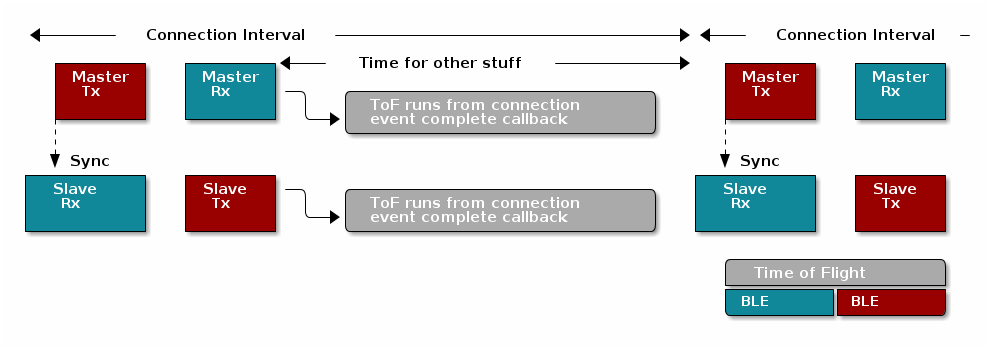 Connection Interval
Connection Interval
Time for other stuff
Master
Tx
Master
Rx
ToF runs from connection
event complete callback
Master
Tx
Master
Rx
Sync
Sync
Slave
Rx
Slave
Tx
ToF runs from connection
event complete callback
Slave
Rx
Slave
Tx
Time of Flight
BLE
BLE